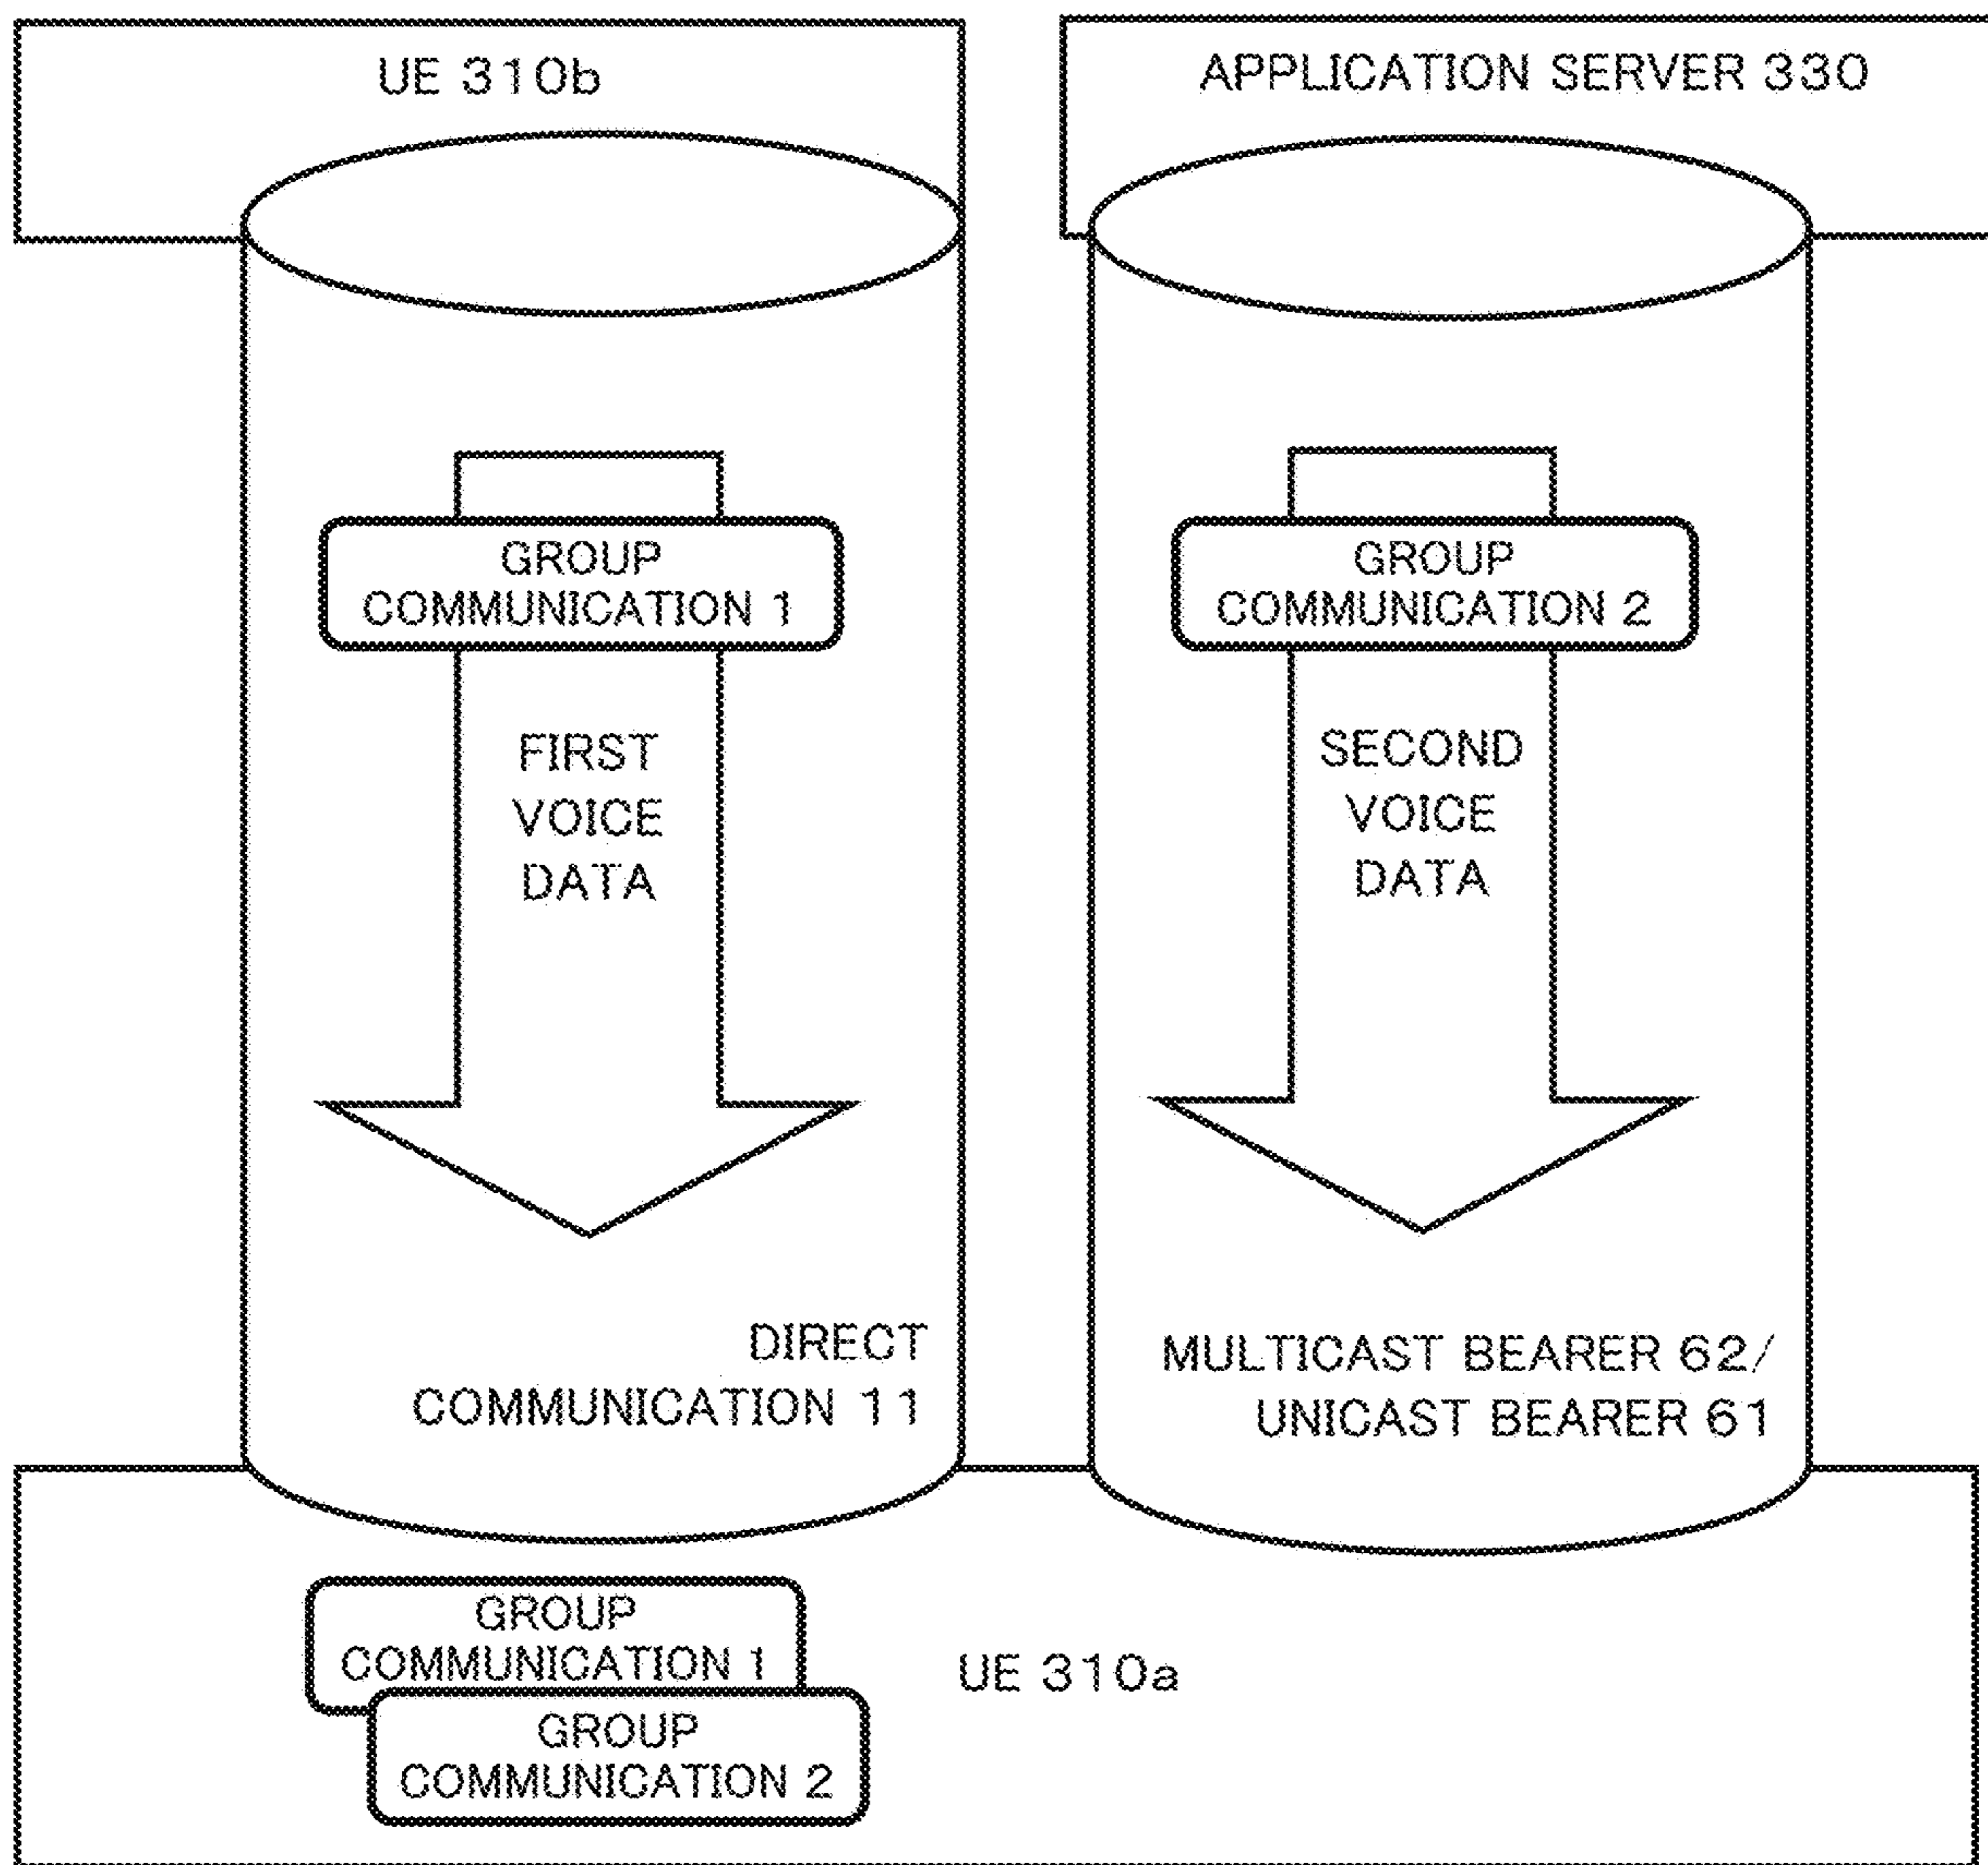 UE 310b
APPLICATION SERVER 330
GROUP
COMMUNICATION 1
FIRST
VOICE
DATA
DIRECT
COMMUNICATION 11
GROUP
COMMUNICATION 2
SECOND
VOICE
DATA
MULTICAST BEARER 62/
UNICAST BEARER 61
GROUP
COMMUNICATION 1
GROUP
COMMUNICATION 2
UE 310a